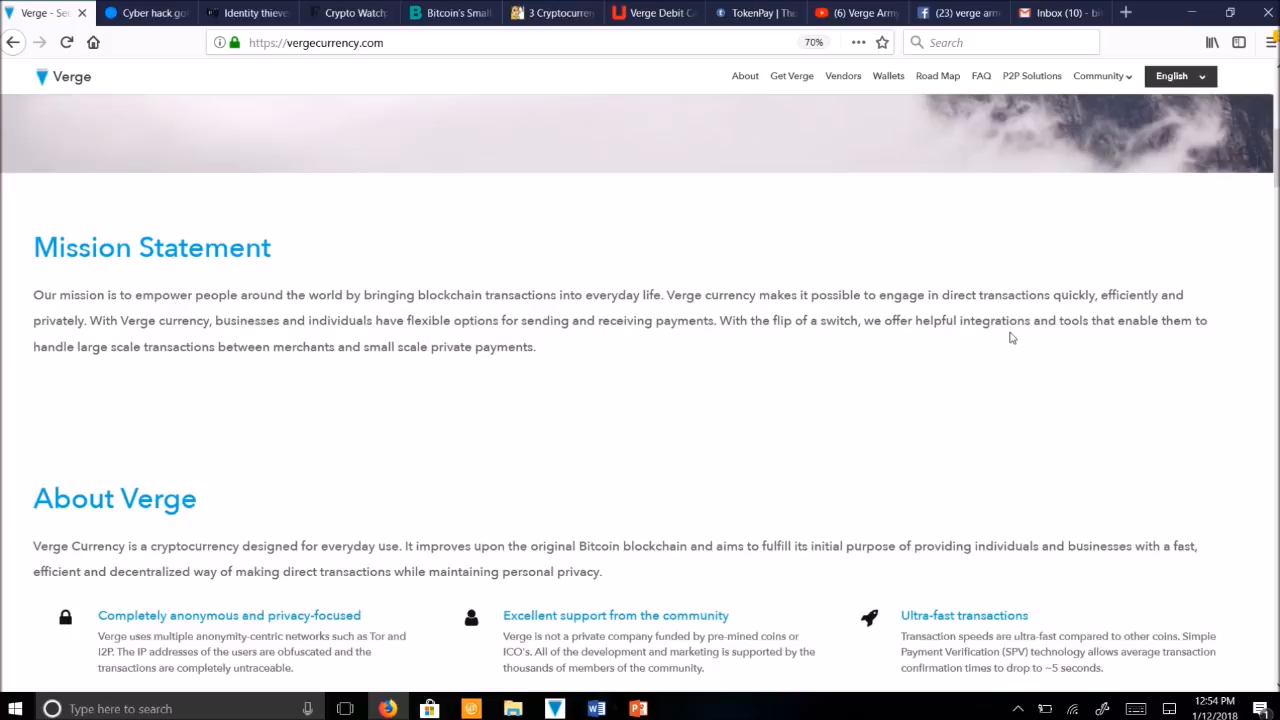 Verge - Sec
Cyber hack got
Identity thieve
Crypto Watch
Bitcoin's Small
3 Cryptocurren
Verge Debit Ca
TokenPay | The
(6) Verge Army
(23) verge arm
Inbox (10) - bi
https://vergecurrency.com
70%
Search
Verge
About Get Verge Vendors Wallets Road Map FAQ P2P Solutions Community English
Mission Statement
Our mission is to empower people around the world by bringing blockchain transactions into everyday life. Verge currency makes it possible to engage in direct transactions quickly, efficiently and
privately. With Verge currency, businesses and individuals have flexible options for sending and receiving payments. With the flip of a switch, we offer helpful integrations and tools that enable them to
handle large scale transactions between merchants and small scale private payments.
About Verge
Verge Currency is a cryptocurrency designed for everyday use. It improves upon the original Bitcoin blockchain and aims to fulfill its initial purpose of providing individuals and businesses with a fast,
efficient and decentralized way of making direct transactions while maintaining personal privacy.
Completely anonymous and privacy-focused
Verge uses multiple anonymity-centric networks such as Tor and
I2P. The IP addresses of the users are obfuscated and the
transactions are completely untraceable.
Excellent support from the community
Verge is not a private company funded by pre-mined coins or
ICO's. All of the development and marketing is supported by the
thousands of members of the community.
Ultra-fast transactions
Transaction speeds are ultra-fast compared to other coins. Simple
Payment Verification (SPV) technology allows average transaction
confirmation times to drop to ~5 seconds.
Type here to search
12:54 PM
1/12/2018